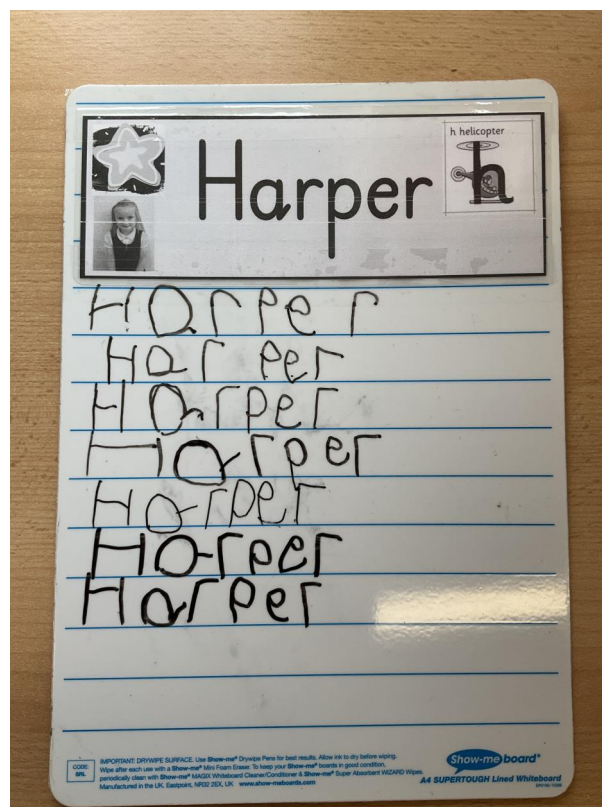 h helicopter
h
Harper
Harper
Harper
Harper
Harper
Harper
Harper
Harper
CODE: SRL
IMPORTANT: DRYWIPE SURFACE. Use Show-me® Drywipe Pens for best results. Allow ink to dry before wiping.
Wipe after each use with a Show-me® Mini Foam Eraser. To keep your Show-me® boards in good condition,
periodically clean with Show-me® MAGIX Whiteboard Cleaner/Conditioner & Show-me® Super Absorbent WIZARD Wipes.
Manufactured in the UK. Eastpoint, NR32 2EX, UK www.show-meboards.com
Show-me board®
A4 SUPERTOUGH Lined Whiteboard